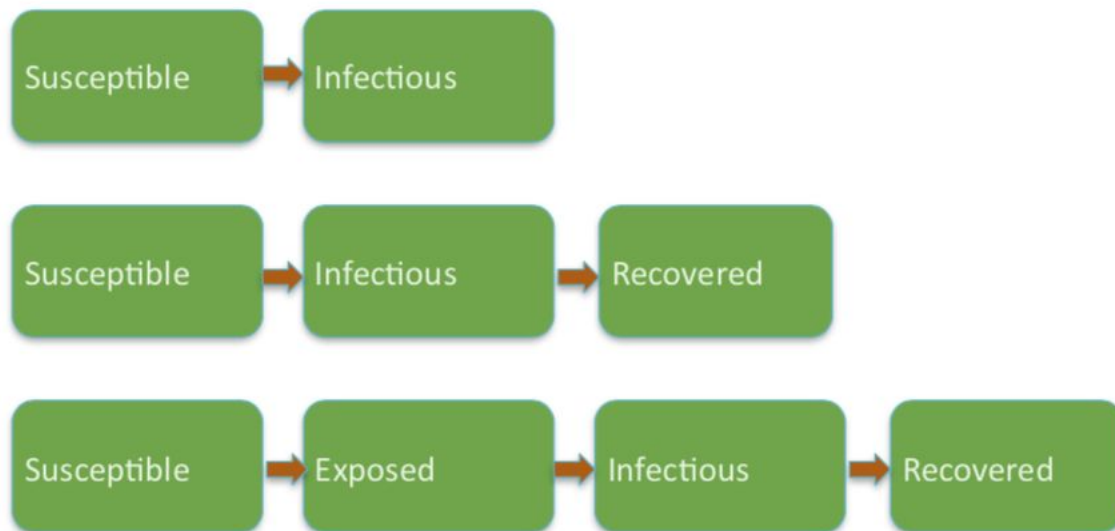 Susceptible Infectious
Susceptible Infectious Recovered
Susceptible Exposed Infectious Recovered